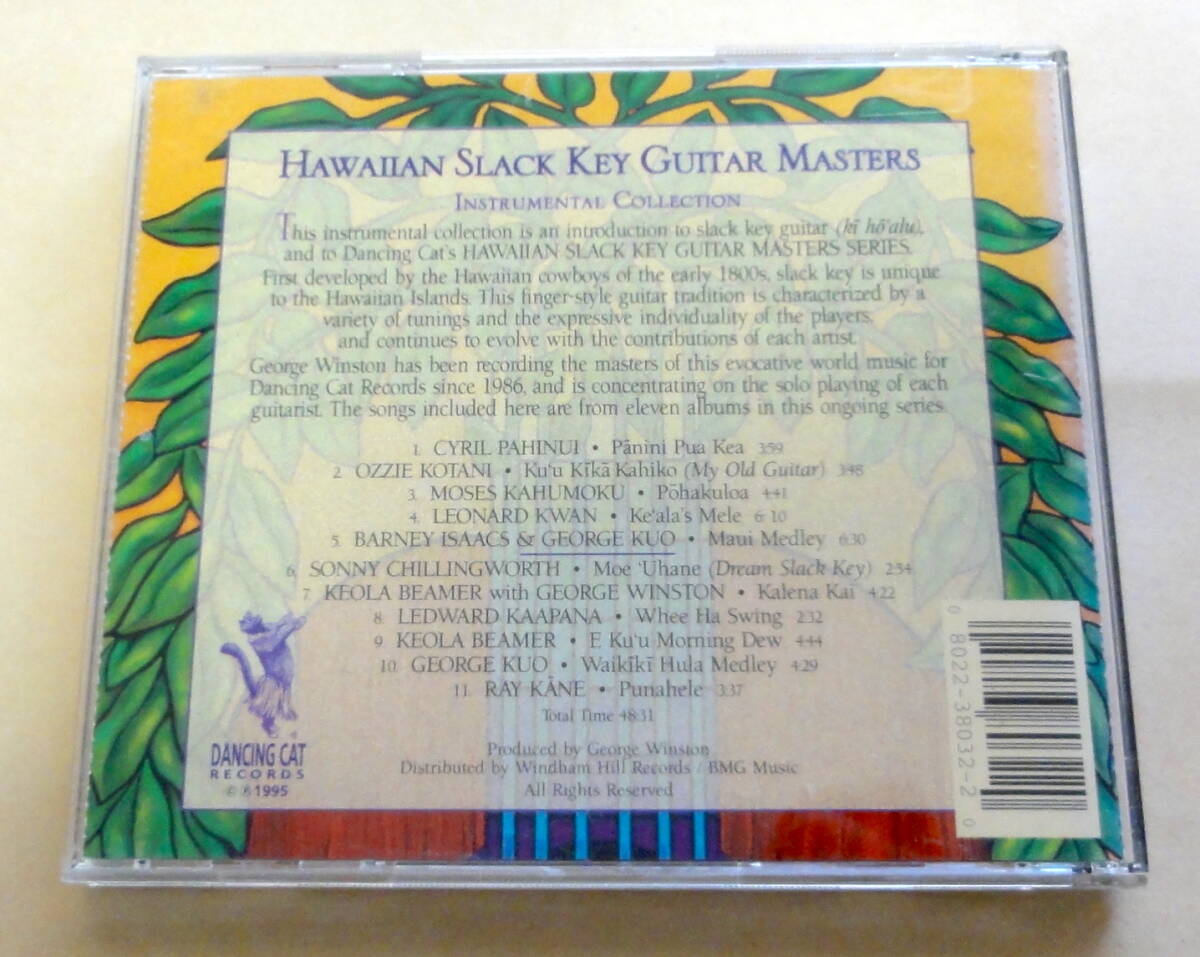 HAWAIIAN SLACK KEY GUITAR MASTERS
INSTRUMENTAL COLLECTION
This instrumental collection is an introduction to slack key guitar (kī hō'alu),
and to Dancing Cat's HAWAIIAN SLACK KEY GUITAR MASTERS SERIES.
First developed by the Hawaiian cowboys of the early 1800s, slack key is unique
to the Hawaiian Islands. This finger-style guitar tradition is characterized by a
variety of tunings and the expressive individuality of the players,
and continues to evolve with the contributions of each artist.
George Winston has been recording the masters of this evocative world music for
Dancing Cat Records since 1986, and is concentrating on the solo playing of each
guitarist. The songs included here are from eleven albums in this ongoing series.
1. CYRIL PAHINUI • Pānini Pua Kea 3:59
2. OZZIE KOTANI • Ku'u Kīkā Kahiko (My Old Guitar) 3:48
3. MOSES KAHUMOKU • Pōhakuloa 4:41
4. LEONARD KWAN • Ke'ala's Mele 6:10
5. BARNEY ISAACS & GEORGE KUO • Maui Medley 6:30
6. SONNY CHILLINGWORTH • Moe 'Uhane (Dream Slack Key) 2:54
7. KEOLA BEAMER with GEORGE WINSTON • Kalena Kai 4:22
8. LEDWARD KAAPANA • Whee Ha Swing 2:32
9. KEOLA BEAMER • E Ku'u Morning Dew 4:44
10. GEORGE KUO • Waikīkī Hula Medley 4:29
11. RAY KĀNE • Punahele 3:37
Total Time 48:31
Produced by George Winston
Distributed by Windham Hill Records / BMG Music
All Rights Reserved
DANCING CAT
RECORDS
© ℗ 1995
0 8022-38032-2 0